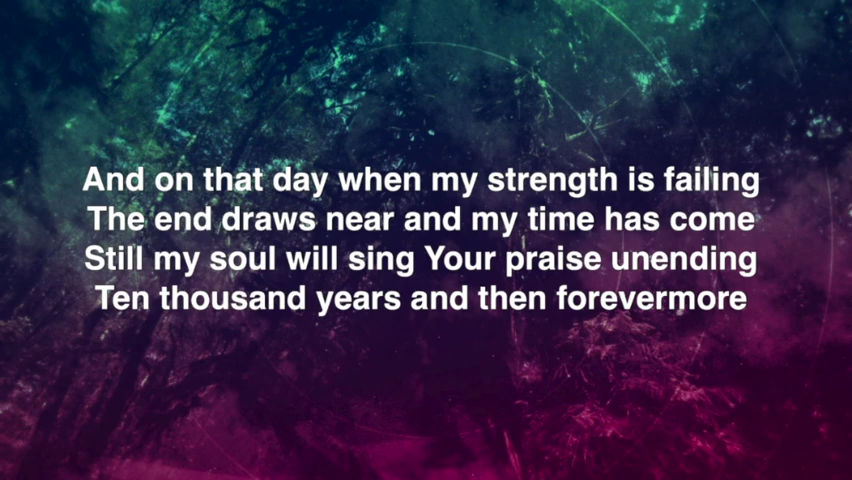 And on that day when my strength is failing
The end draws near and my time has come
Still my soul will sing Your praise unending
Ten thousand years and then forevermore